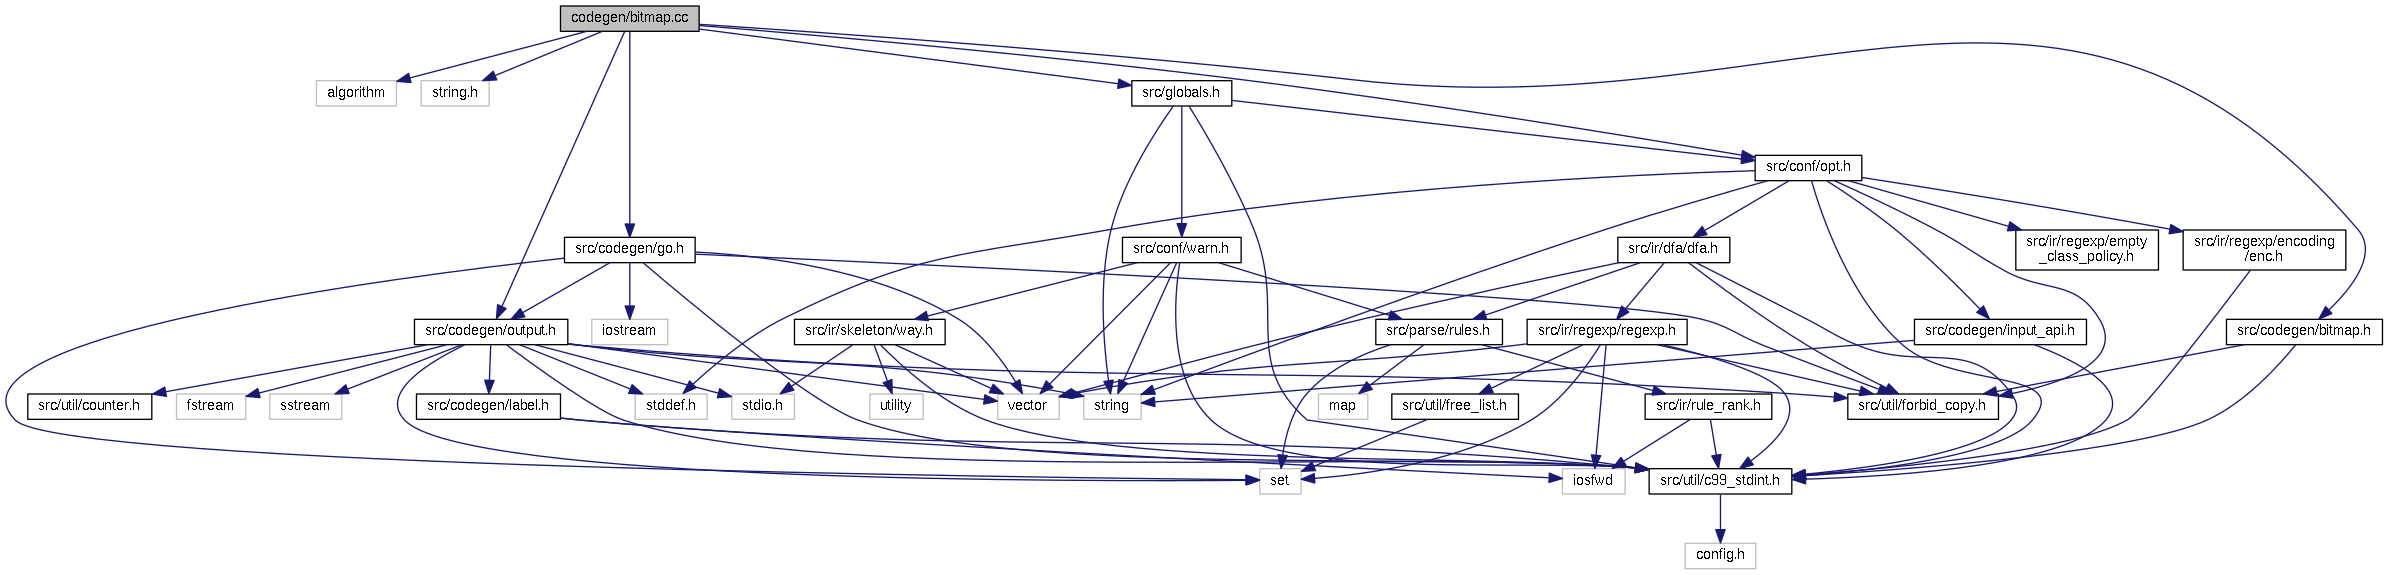 codegen/bitmap.cc
algorithm
string.h
src/globals.h
src/conf/opt.h
src/codegen/go.h
src/conf/warn.h
src/ir/dfa/dfa.h
src/ir/regexp/empty
_class_policy.h
src/ir/regexp/encoding
/enc.h
src/codegen/output.h
iostream
src/ir/skeleton/way.h
src/parse/rules.h
src/ir/regexp/regexp.h
src/codegen/input_api.h
src/codegen/bitmap.h
src/util/counter.h
fstream
sstream
src/codegen/label.h
stddef.h
stdio.h
utility
vector
string
map
src/util/free_list.h
src/ir/rule_rank.h
src/util/forbid_copy.h
set
iosfwd
src/util/c99_stdint.h
config.h